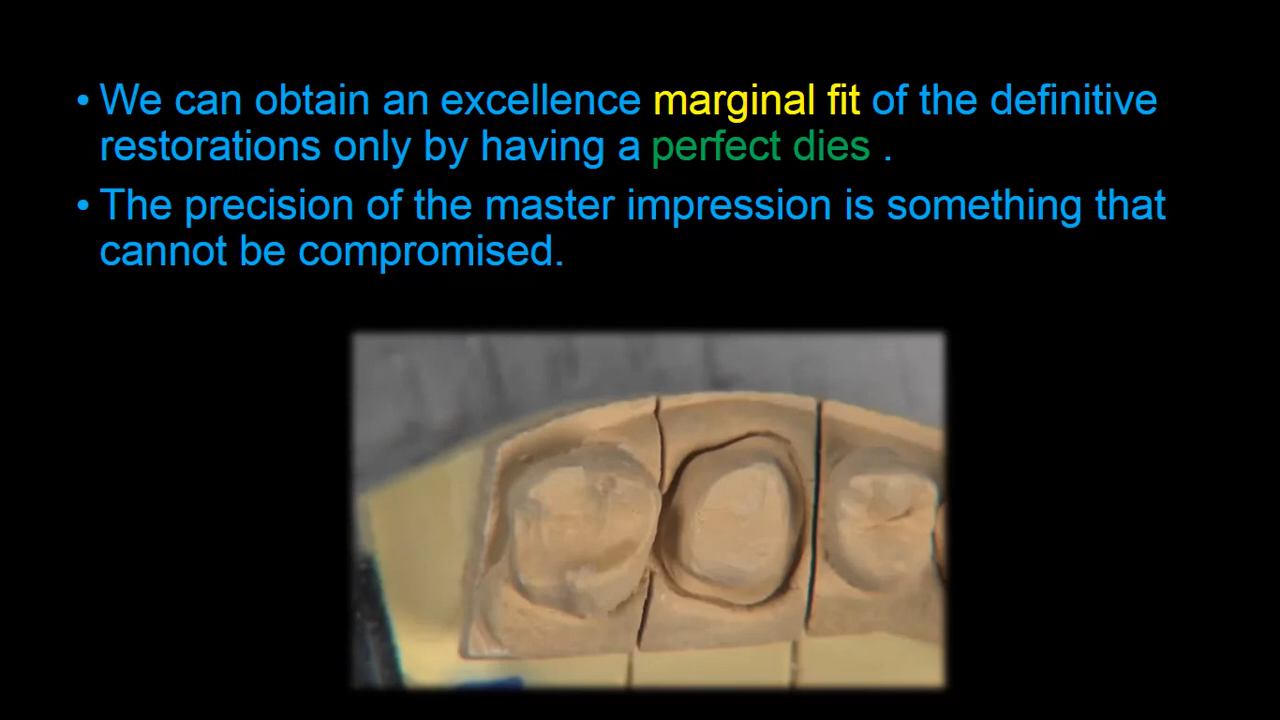 • We can obtain an excellence marginal fit of the definitive
restorations only by having a perfect dies .
• The precision of the master impression is something that
cannot be compromised.